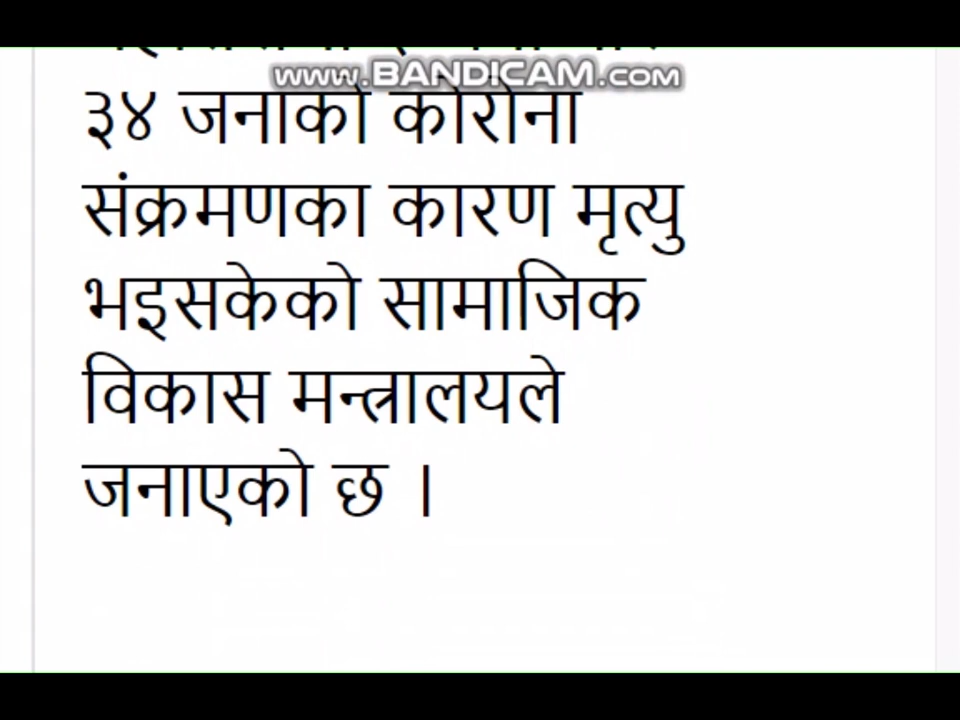 www.BANDICAM.com
३४ जनाको कोरोना
संक्रमणका कारण मृत्यु
भइसकेको सामाजिक
विकास मन्त्रालयले
जनाएको छ ।